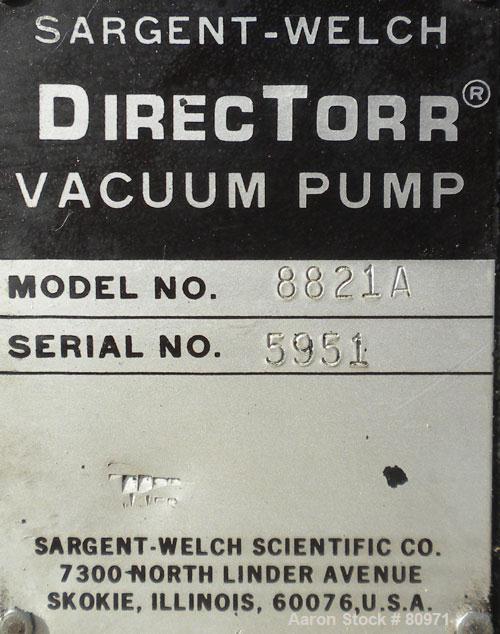 SARGENT-WELCH
DIRECTORR®
VACUUM PUMP
MODEL NO. 8821A
SERIAL NO. 5951
SARGENT-WELCH SCIENTIFIC CO.
7300 NORTH LINDER AVENUE
SKOKIE, ILLINOIS, 60076, U.S.A.
Aaron Stock # 80971